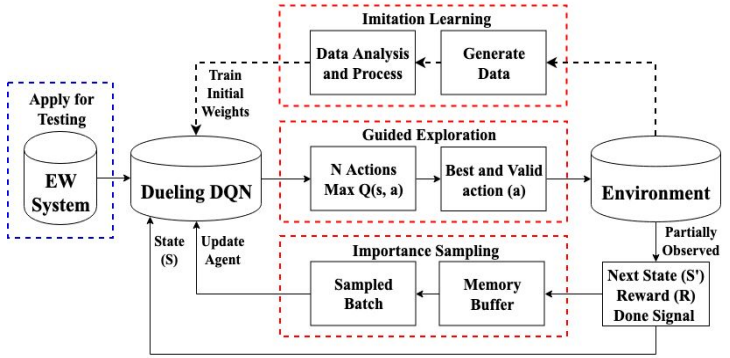 Imitation Learning
Data Analysis
and Process
Generate
Data
Train
Initial
Weights
Apply for
Testing
EW
System
Dueling DQN
Guided Exploration
N Actions
Max Q(s, a)
Best and Valid
action (a)
Environment
State
(S)
Update
Agent
Importance Sampling
Sampled
Batch
Memory
Buffer
Partially
Observed
Next State (S')
Reward (R)
Done Signal